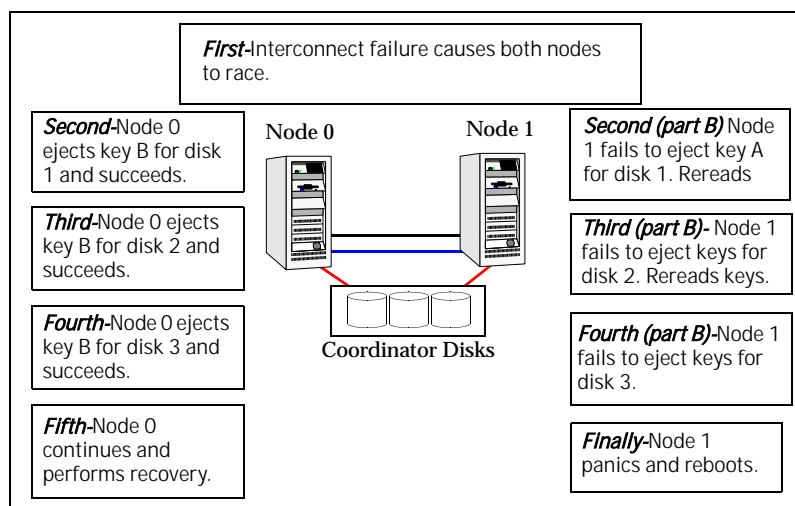 First-Interconnect failure causes both nodes
to race.
Second-Node 0
ejects key B for disk
1 and succeeds.
Node 0
Node 1
Second (part B) Node
1 fails to eject key A
for disk 1. Rereads
Third-Node 0 ejects
key B for disk 2 and
succeeds.
Third (part B)- Node 1
fails to eject keys for
disk 2. Rereads keys.
Fourth-Node 0 ejects
key B for disk 3 and
succeeds.
Coordinator Disks
Fourth (part B)-Node 1
fails to eject keys for
disk 3.
Fifth-Node 0
continues and
performs recovery.
Finally-Node 1
panics and reboots.